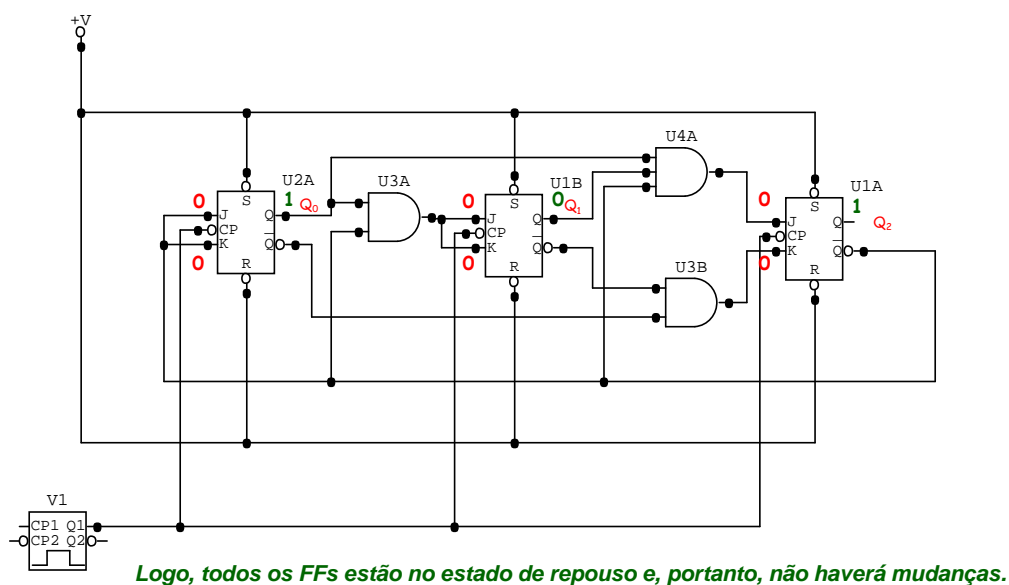 +V
U4A
U2A
U3A
U1B
U1A
0
1
Q₀
0
0
Q₁
0
1
Q₂
S
J
Q
CP
K
Q
R
0
S
J
Q
CP
K
Q
R
0
S
J
Q
CP
K
Q
R
0
U3B
V1
CP1 Q1
CP2 Q2
Logo, todos os FFs estão no estado de repouso e, portanto, não haverá mudanças.